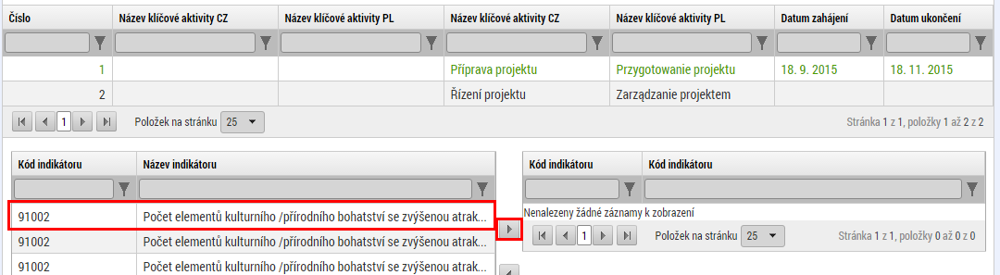 Číslo Název klíčové aktivity CZ Název klíčové aktivity PL Název klíčové aktivity CZ Název klíčové aktivity PL Datum zahájení Datum ukončení
1 Příprava projektu Przygotowanie projektu 18. 9. 2015 18. 11. 2015
2 Řízení projektu Zarządzanie projektem
1 Položek na stránku 25 Stránka 1 z 1, položky 1 až 2 z 2
Kód indikátoru Název indikátoru Kód indikátoru Kód indikátoru
91002 Počet elementů kulturního /přírodního bohatství se zvýšenou atrak... Nenalezeny žádné záznamy k zobrazení
91002 Počet elementů kulturního /přírodního bohatství se zvýšenou atrak... 1 Položek na stránku 25 Stránka 1 z 1, položky 0 až 0 z 0
91002 Počet elementů kulturního /přírodního bohatství se zvýšenou atrak...